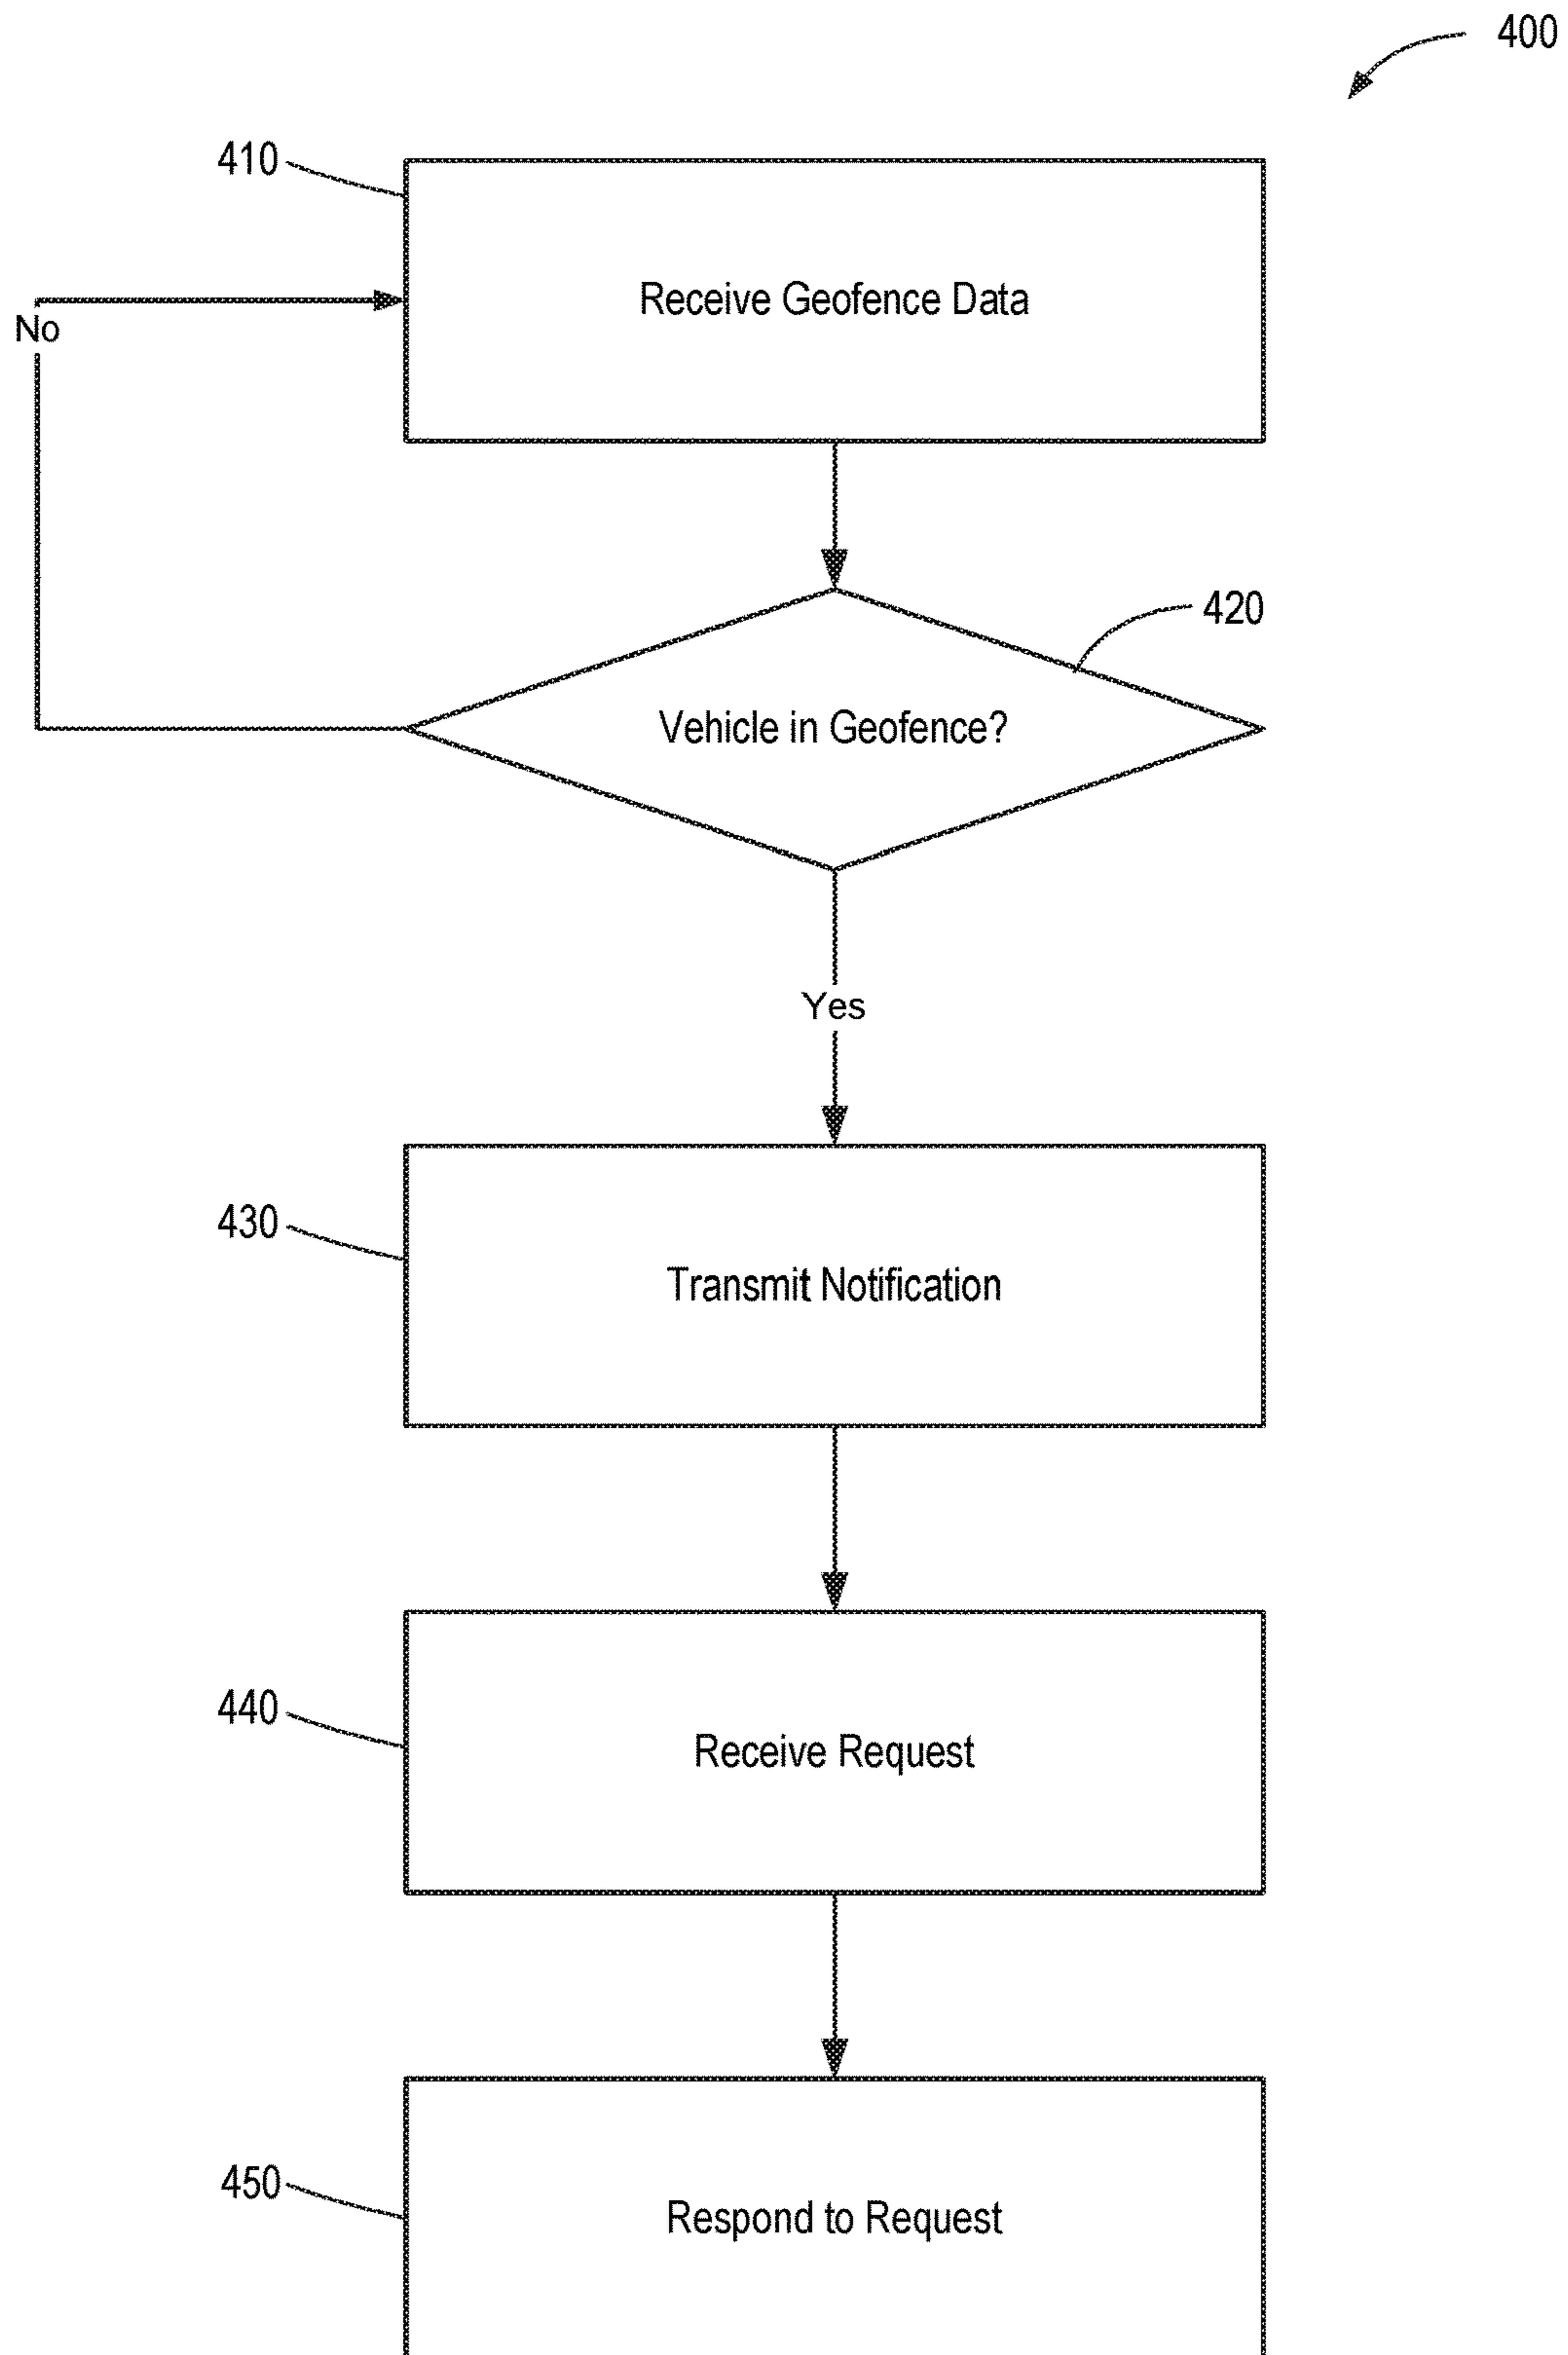 400
410
Receive Geofence Data
No
420
Vehicle in Geofence?
Yes
430
Transmit Notification
440
Receive Request
450
Respond to Request